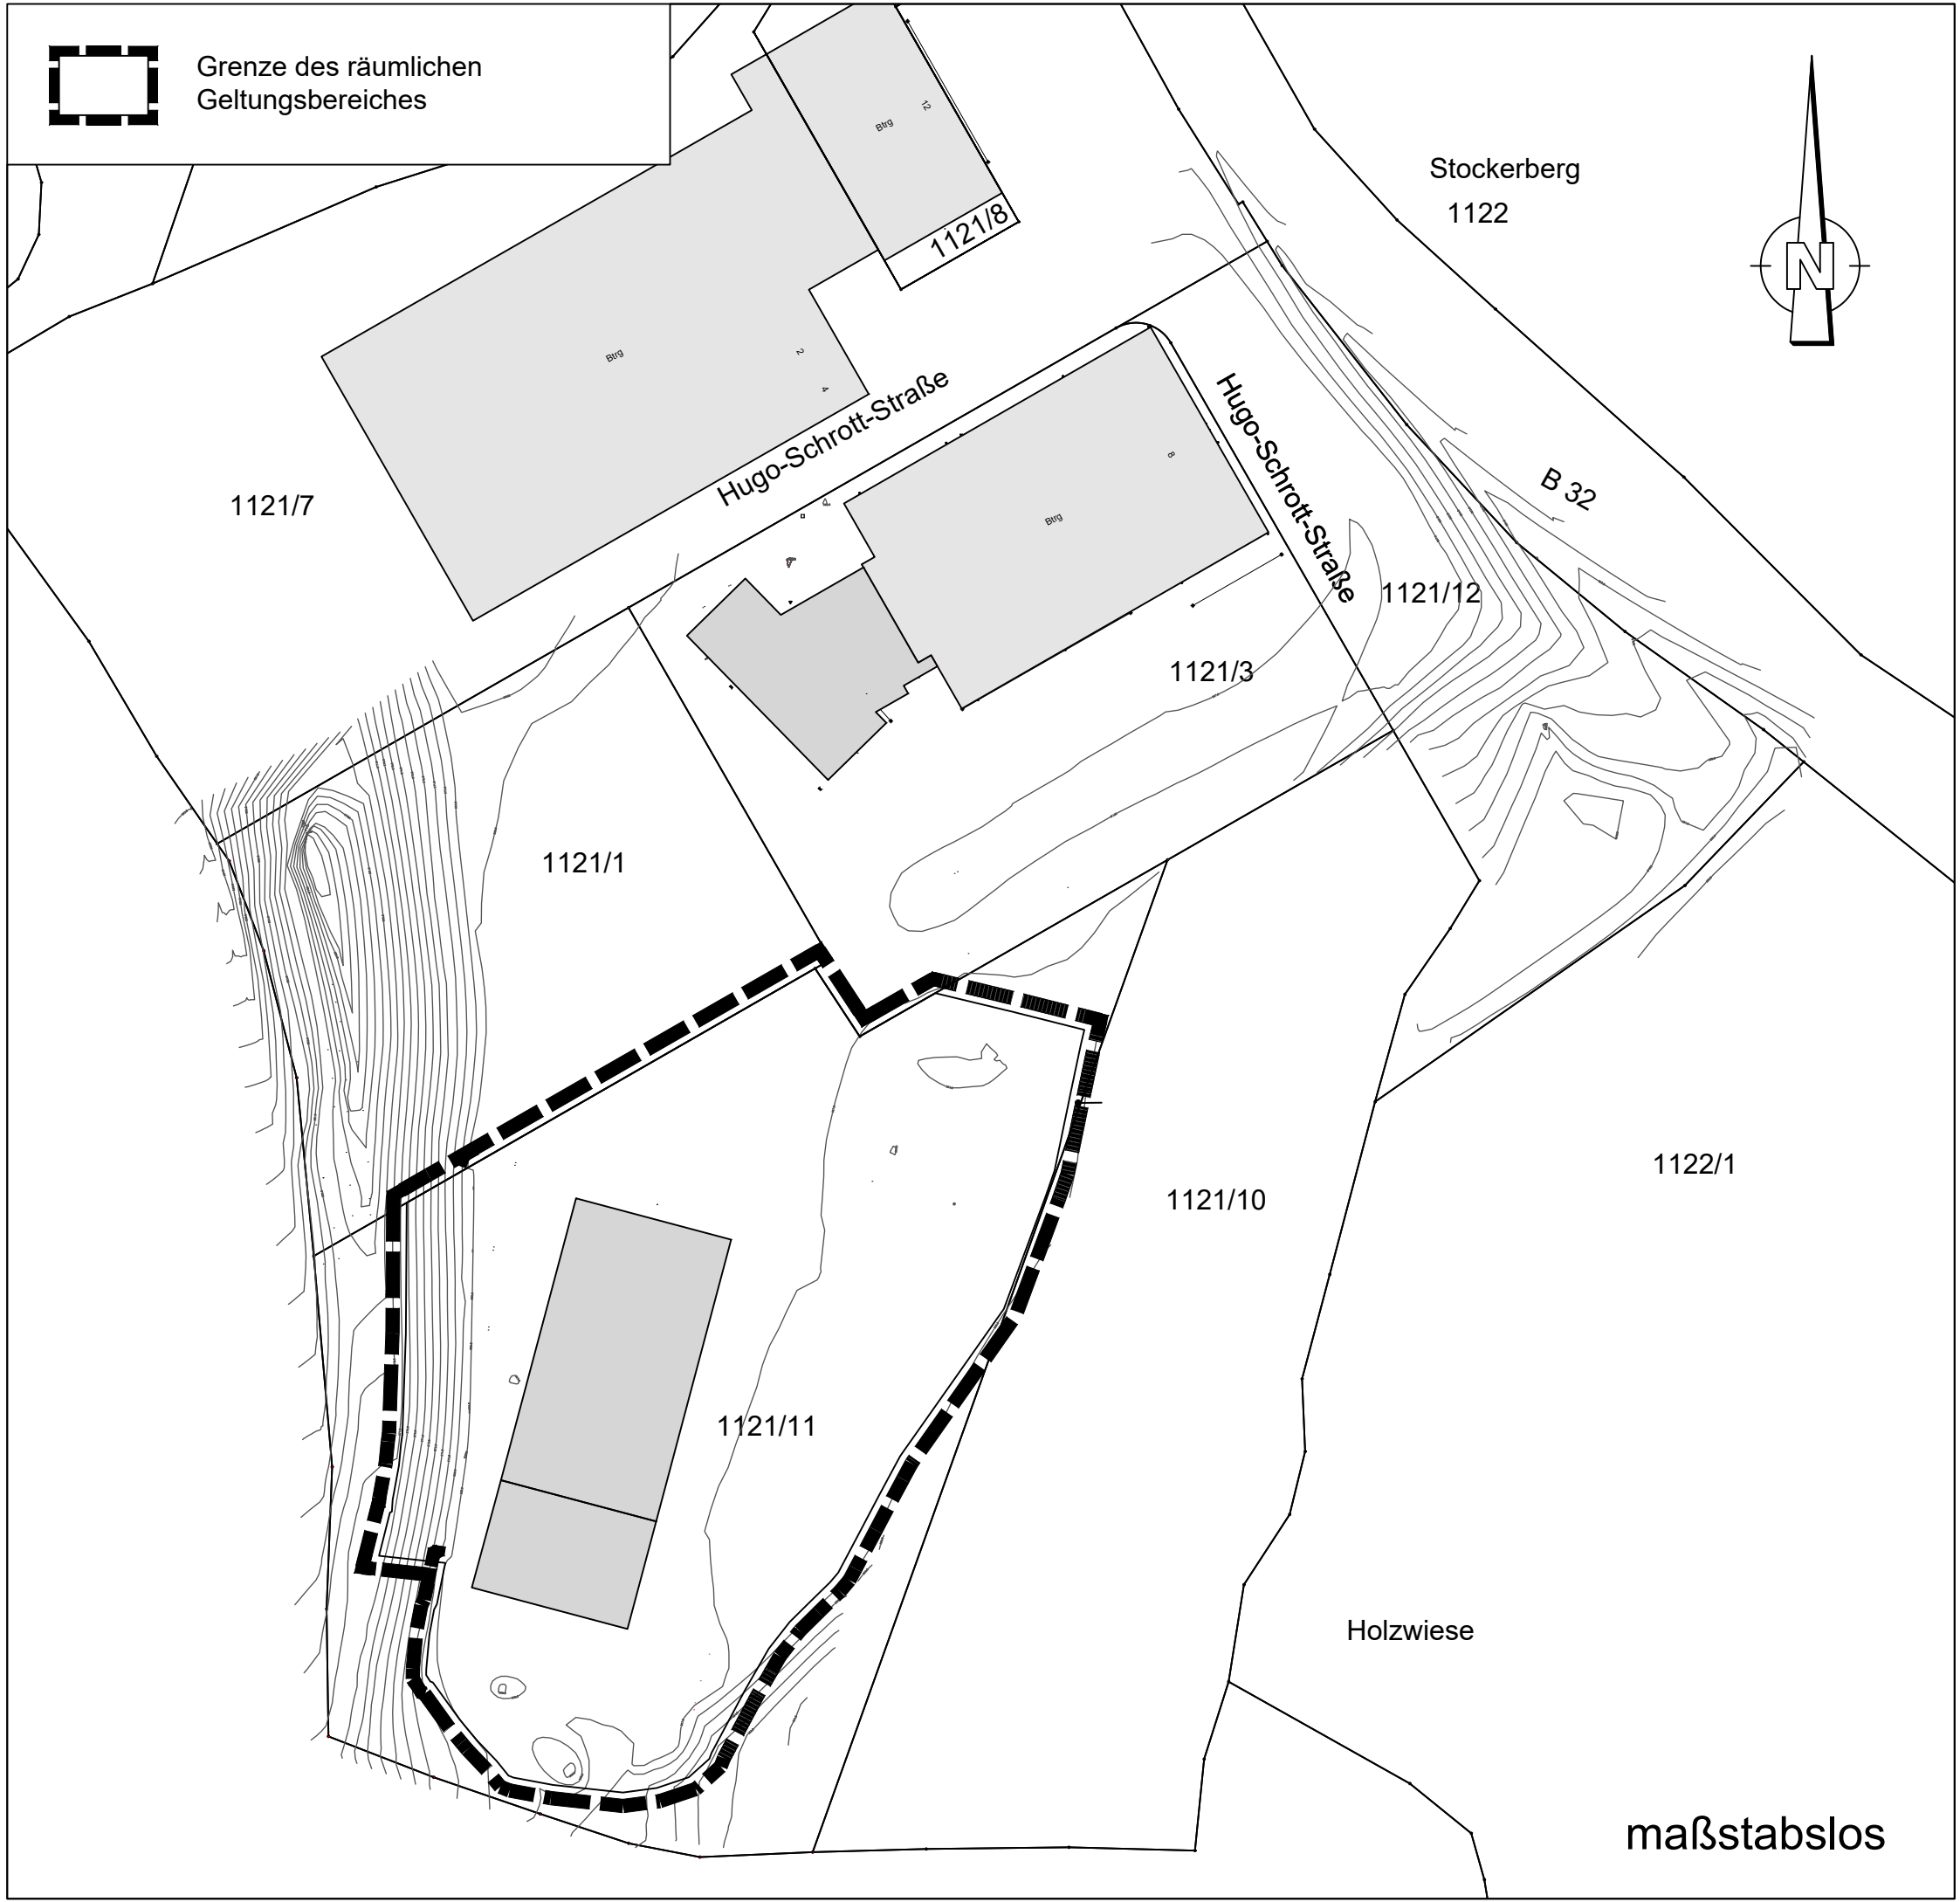 Grenze des räumlichen
Geltungsbereiches
Btrg
12
1121/8
Stockerberg
1122
N
Btrg
2
4
Hugo-Schrott-Straße
Hugo-Schrott-Straße
8
B 32
1121/7
Btrg
1121/12
1121/3
1121/1
1122/1
1121/10
1121/11
Holzwiese
maßstabslos